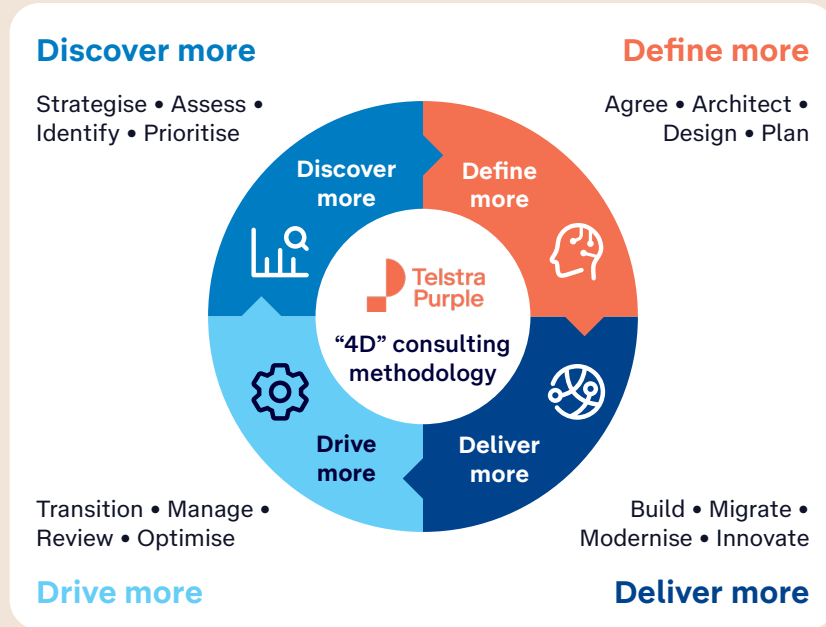 Discover more
Define more
Strategise • Assess •
Identify • Prioritise
Agree • Architect •
Design • Plan
Discover
more
Define
more
Telstra
Purple
“4D” consulting
methodology
Drive
more
Deliver
more
Transition • Manage •
Review • Optimise
Build • Migrate •
Modernise • Innovate
Drive more
Deliver more